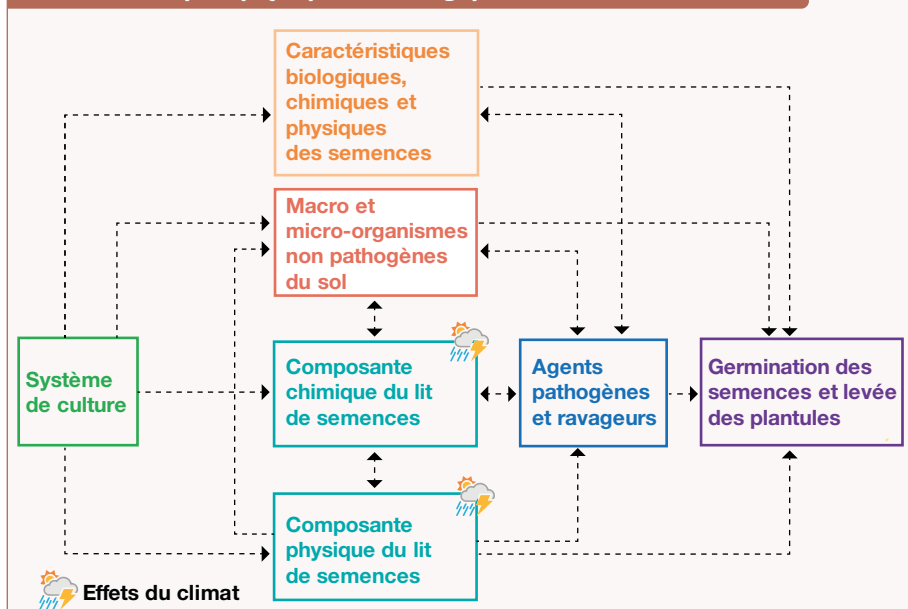 Caractéristiques
biologiques,
chimiques et
physiques
des semences
Macro et
micro-organismes
non pathogènes
du sol
Système
de culture
Composante
chimique du lit
de semences
Agents
pathogènes
et ravageurs
Germination des
semences et levée
des plantules
Composante
physique du lit
de semences
Effets du climat